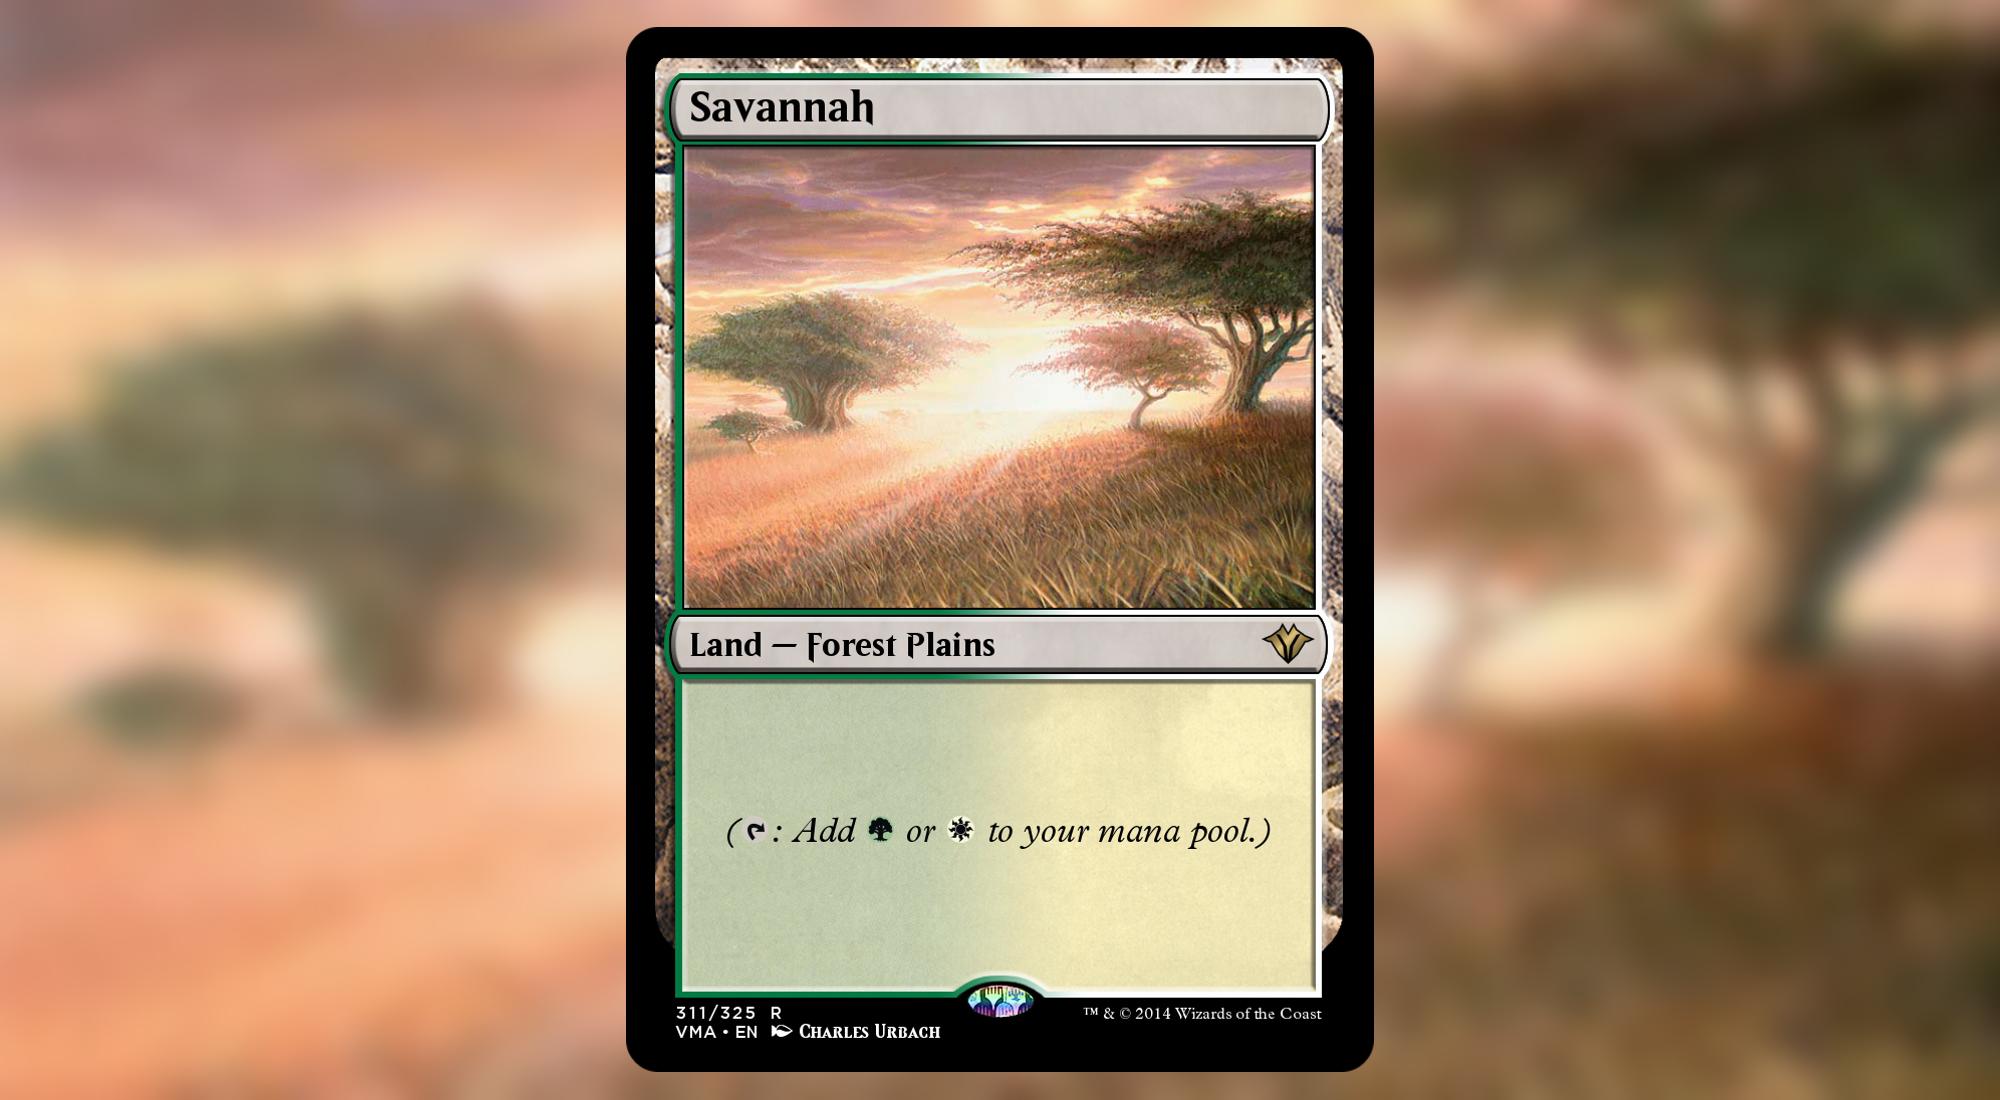 Savannah
Land — Forest Plains
(: Add or to your mana pool.)
311/325 R
VMA • EN Charles Urbach
™ & © 2014 Wizards of the Coast